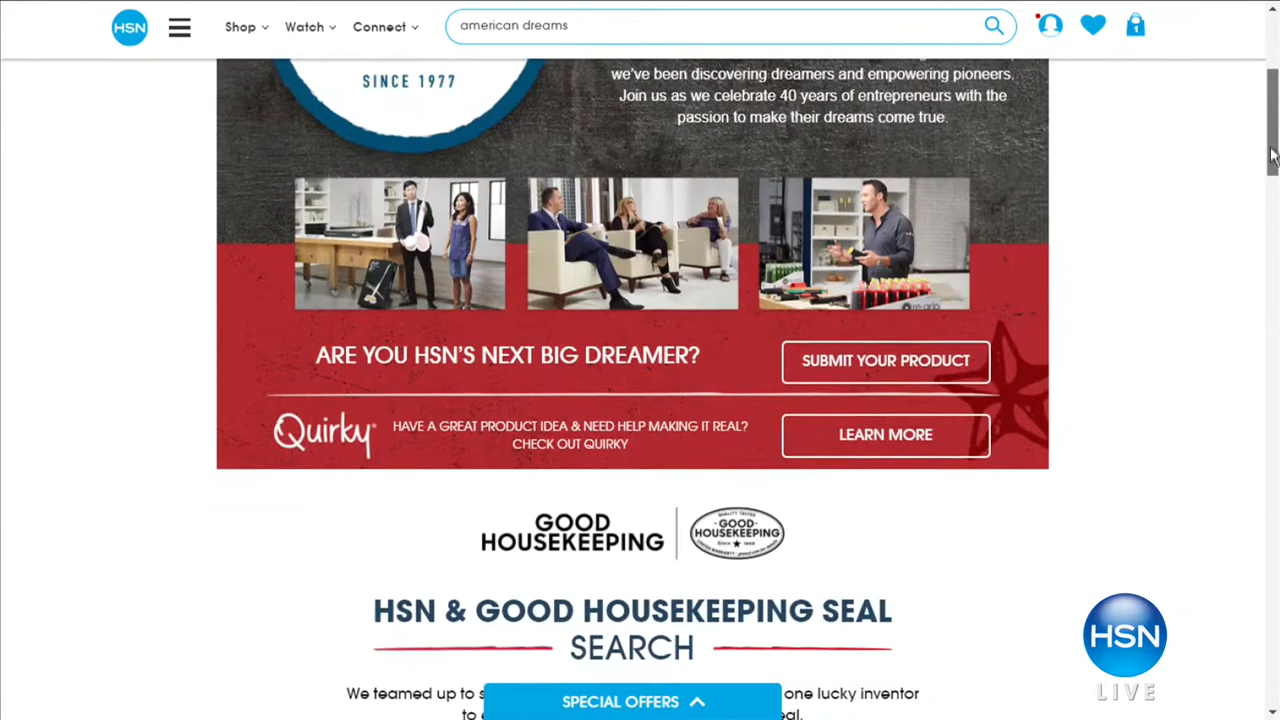 HSN
Shop
Watch
Connect
american dreams
1
SINCE 1977
we've been discovering dreamers and empowering pioneers.
Join us as we celebrate 40 years of entrepreneurs with the
passion to make their dreams come true.
ARE YOU HSN'S NEXT BIG DREAMER?
SUBMIT YOUR PRODUCT
Quirky
HAVE A GREAT PRODUCT IDEA & NEED HELP MAKING IT REAL?
CHECK OUT QUIRKY
LEARN MORE
GOOD
HOUSEKEEPING
GOOD
HOUSEKEEPING
HSN & GOOD HOUSEKEEPING SEAL
SEARCH
We teamed up to
one lucky inventor
to
SPECIAL OFFERS
HSN
LIVE